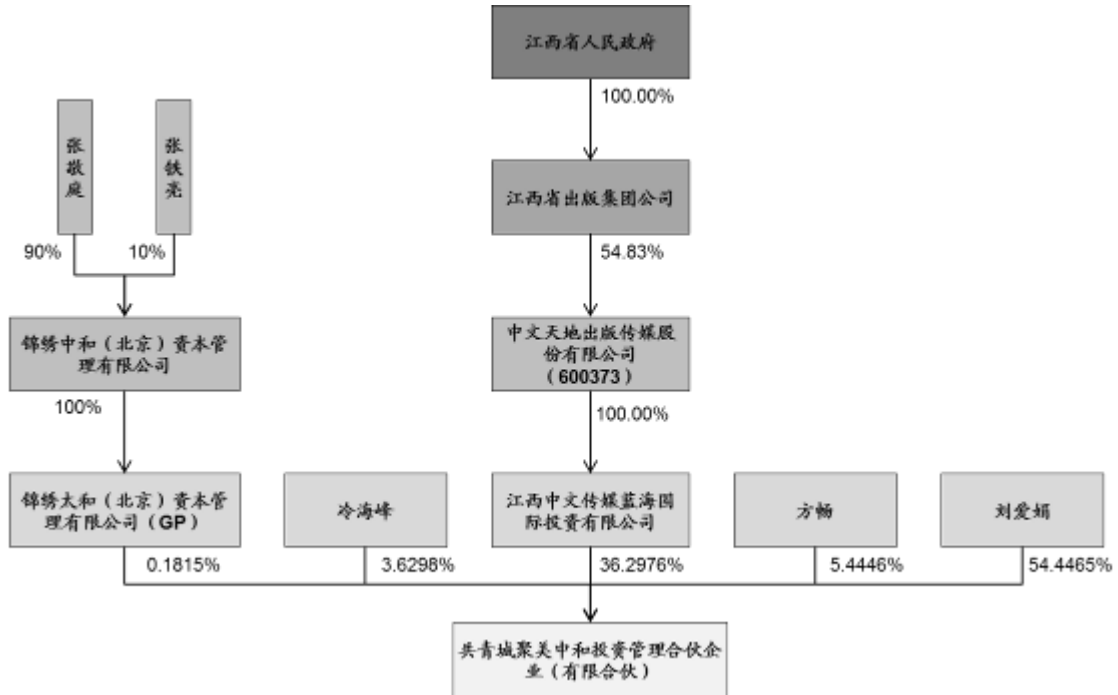 江西省人民政府
100.00%
张敬庭
张铁亮
江西省出版集团公司
90%
10%
54.83%
锦绣中和（北京）资本管
理有限公司
中文天地出版传媒股
份有限公司
（600373）
100%
100.00%
锦绣太和（北京）资本管
理有限公司（GP）
冷海峰
江西中文传媒蓝海国
际投资有限公司
方畅
刘爱娟
0.1815%
3.6298%
36.2976%
5.4446%
54.4465%
共青城聚美中和投资管理合伙企
业（有限合伙）